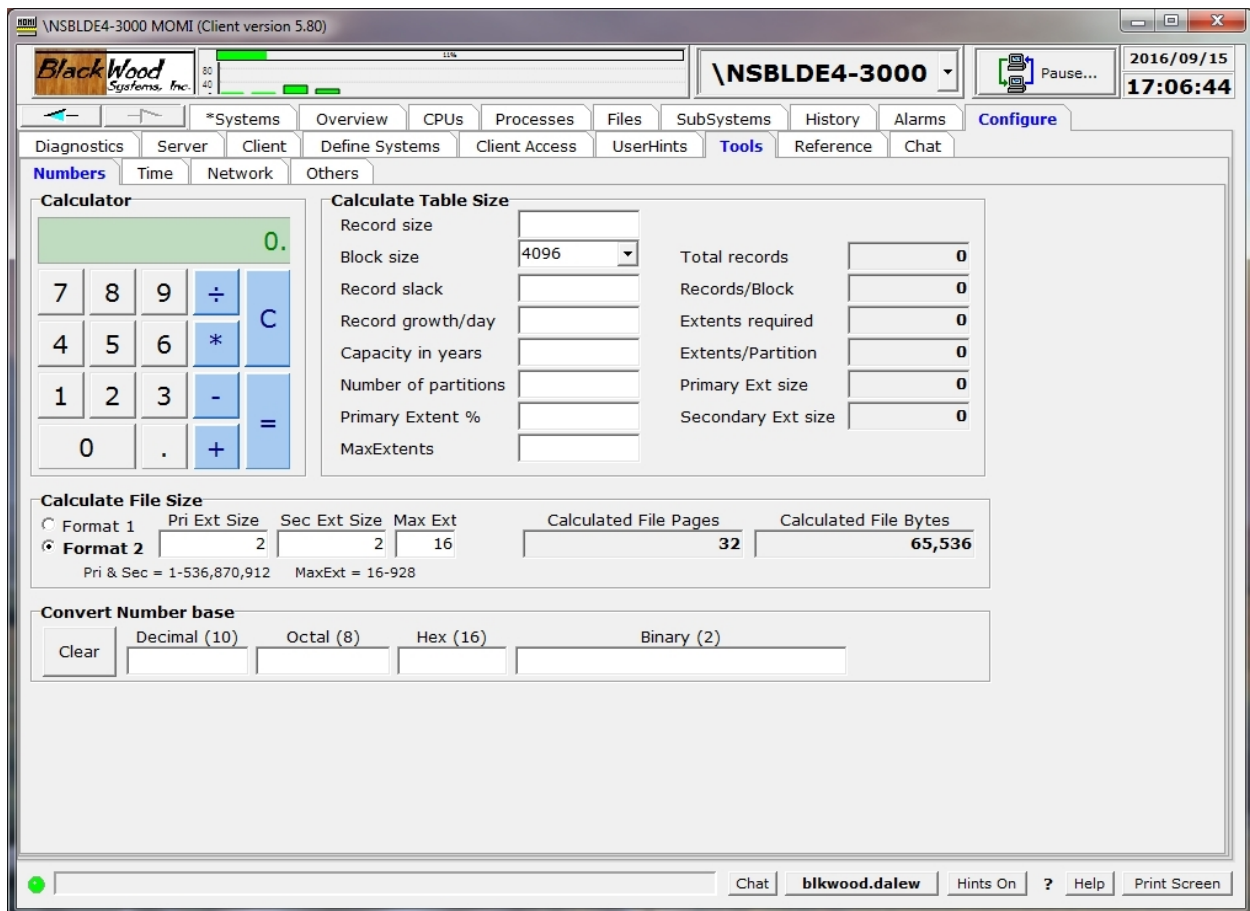 \NSBLDE4-3000 MOMI (Client version 5.80)
BlackWood Systems, Inc.
11%
80
40
\NSBLDE4-3000
Pause...
2016/09/15
17:06:44
*Systems Overview CPUs Processes Files SubSystems History Alarms Configure
Diagnostics Server Client Define Systems Client Access UserHints Tools Reference Chat
Numbers Time Network Others
Calculator
0.
7 8 9 ÷ C
4 5 6 *
1 2 3 - =
0 . +
Calculate Table Size
Record size
Block size 4096 Total records 0
Record slack Records/Block 0
Record growth/day Extents required 0
Capacity in years Extents/Partition 0
Number of partitions Primary Ext size 0
Primary Extent % Secondary Ext size 0
MaxExtents
Calculate File Size
Format 1 Pri Ext Size Sec Ext Size Max Ext Calculated File Pages Calculated File Bytes
Format 2 2 2 16 32 65,536
Pri & Sec = 1-536,870,912 MaxExt = 16-928
Convert Number base
Clear Decimal (10) Octal (8) Hex (16) Binary (2)
Chat blkwood.dalew Hints On ? Help Print Screen